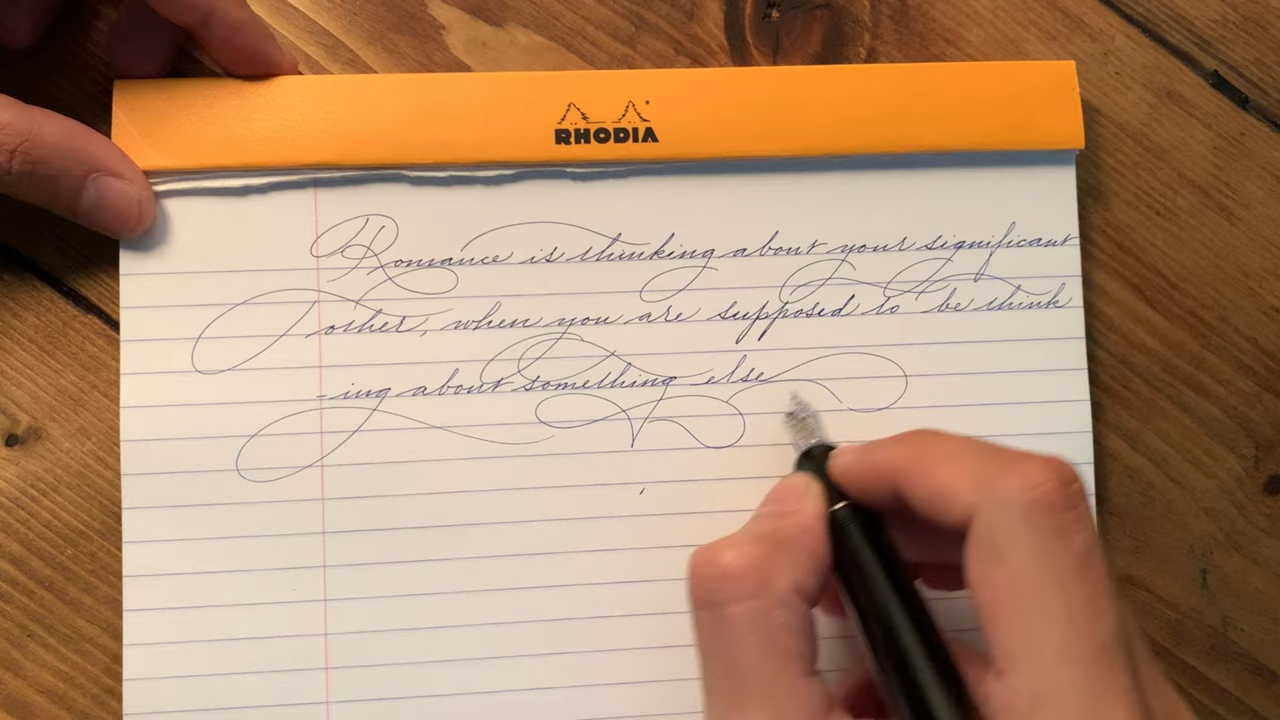 RHODIA
Romance is thinking about your significant
other, when you are supposed to be think
-ing about something else